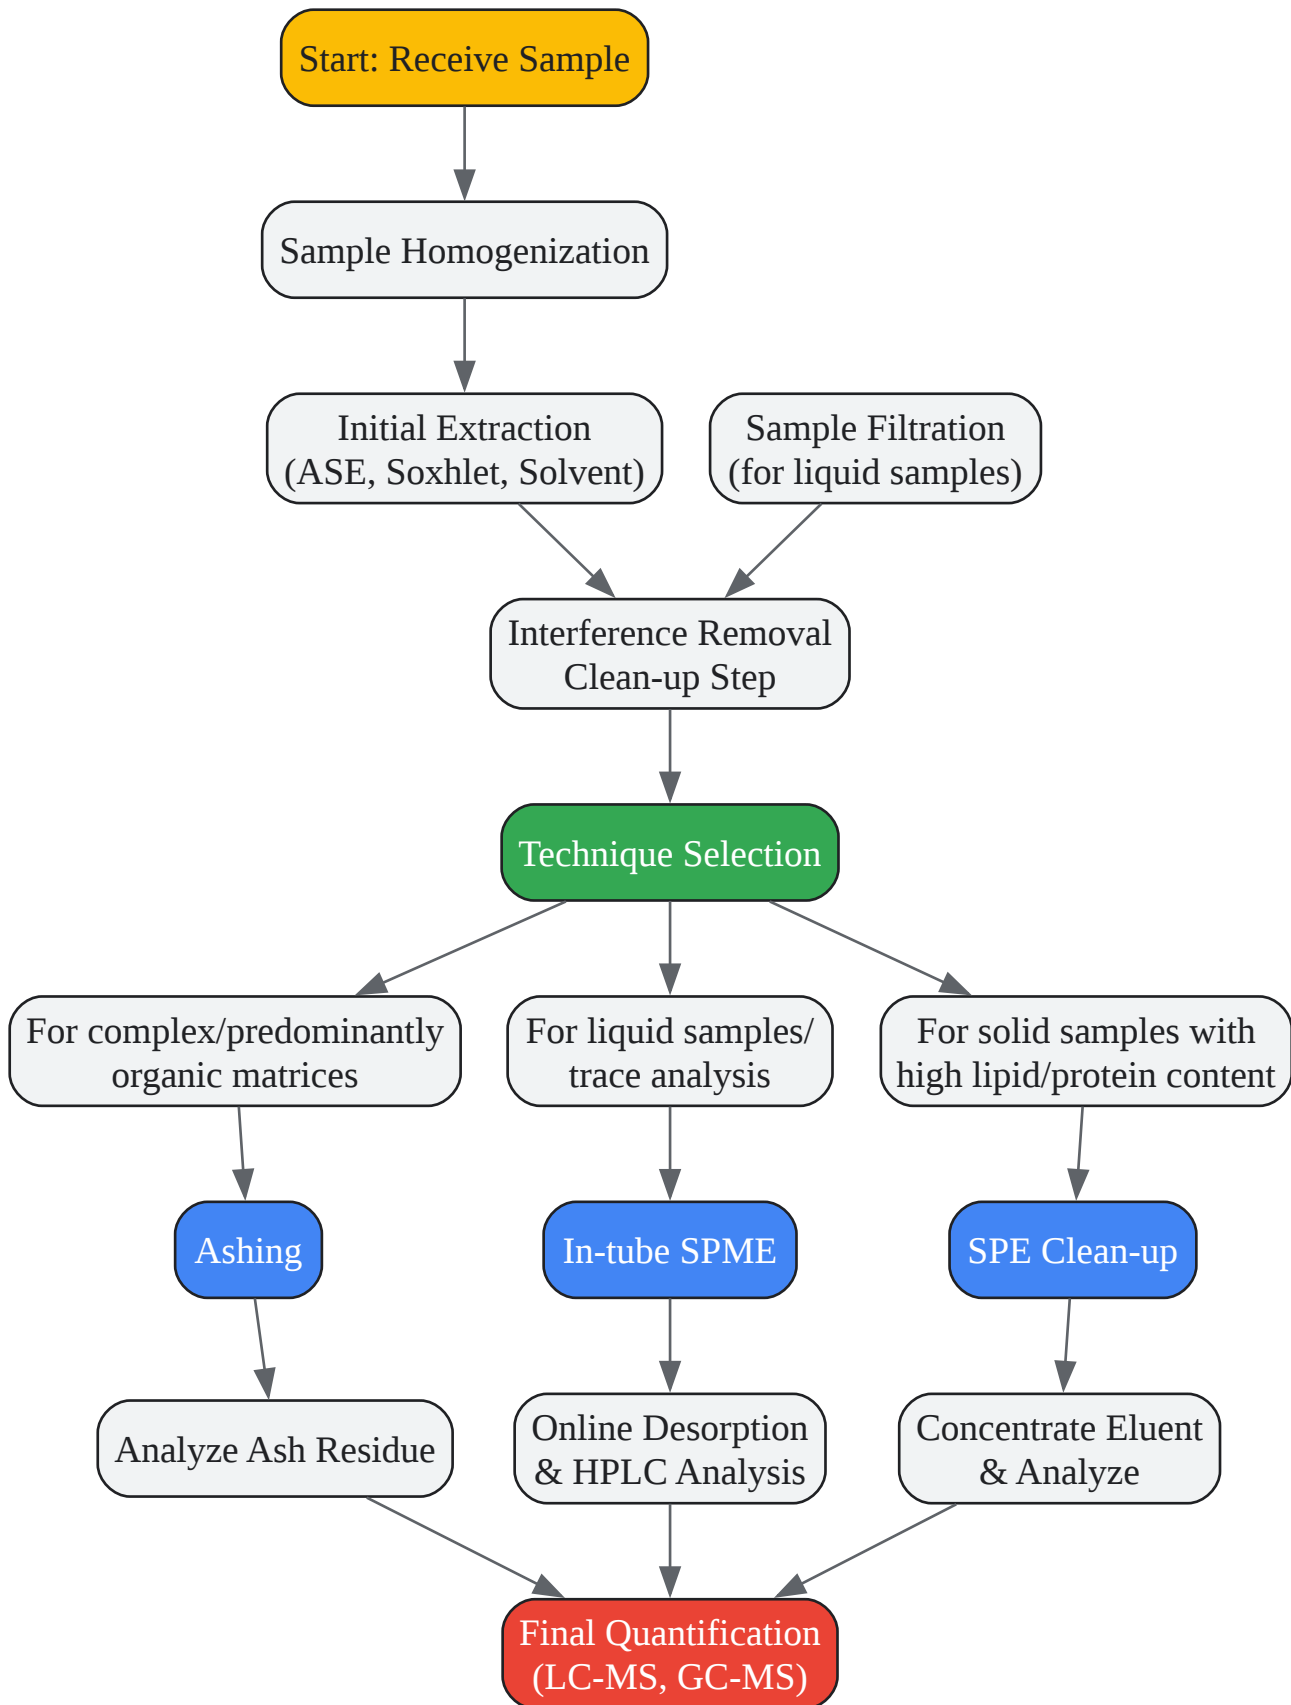 Start: Receive Sample
Sample Homogenization
Initial Extraction
(ASE, Soxhlet, Solvent)
Sample Filtration
(for liquid samples)
Interference Removal
Clean-up Step
Technique Selection
For complex/predominantly
organic matrices
For liquid samples/
trace analysis
For solid samples with
high lipid/protein content
Ashing
In-tube SPME
SPE Clean-up
Analyze Ash Residue
Online Desorption
& HPLC Analysis
Concentrate Eluent
& Analyze
Final Quantification
(LC-MS, GC-MS)